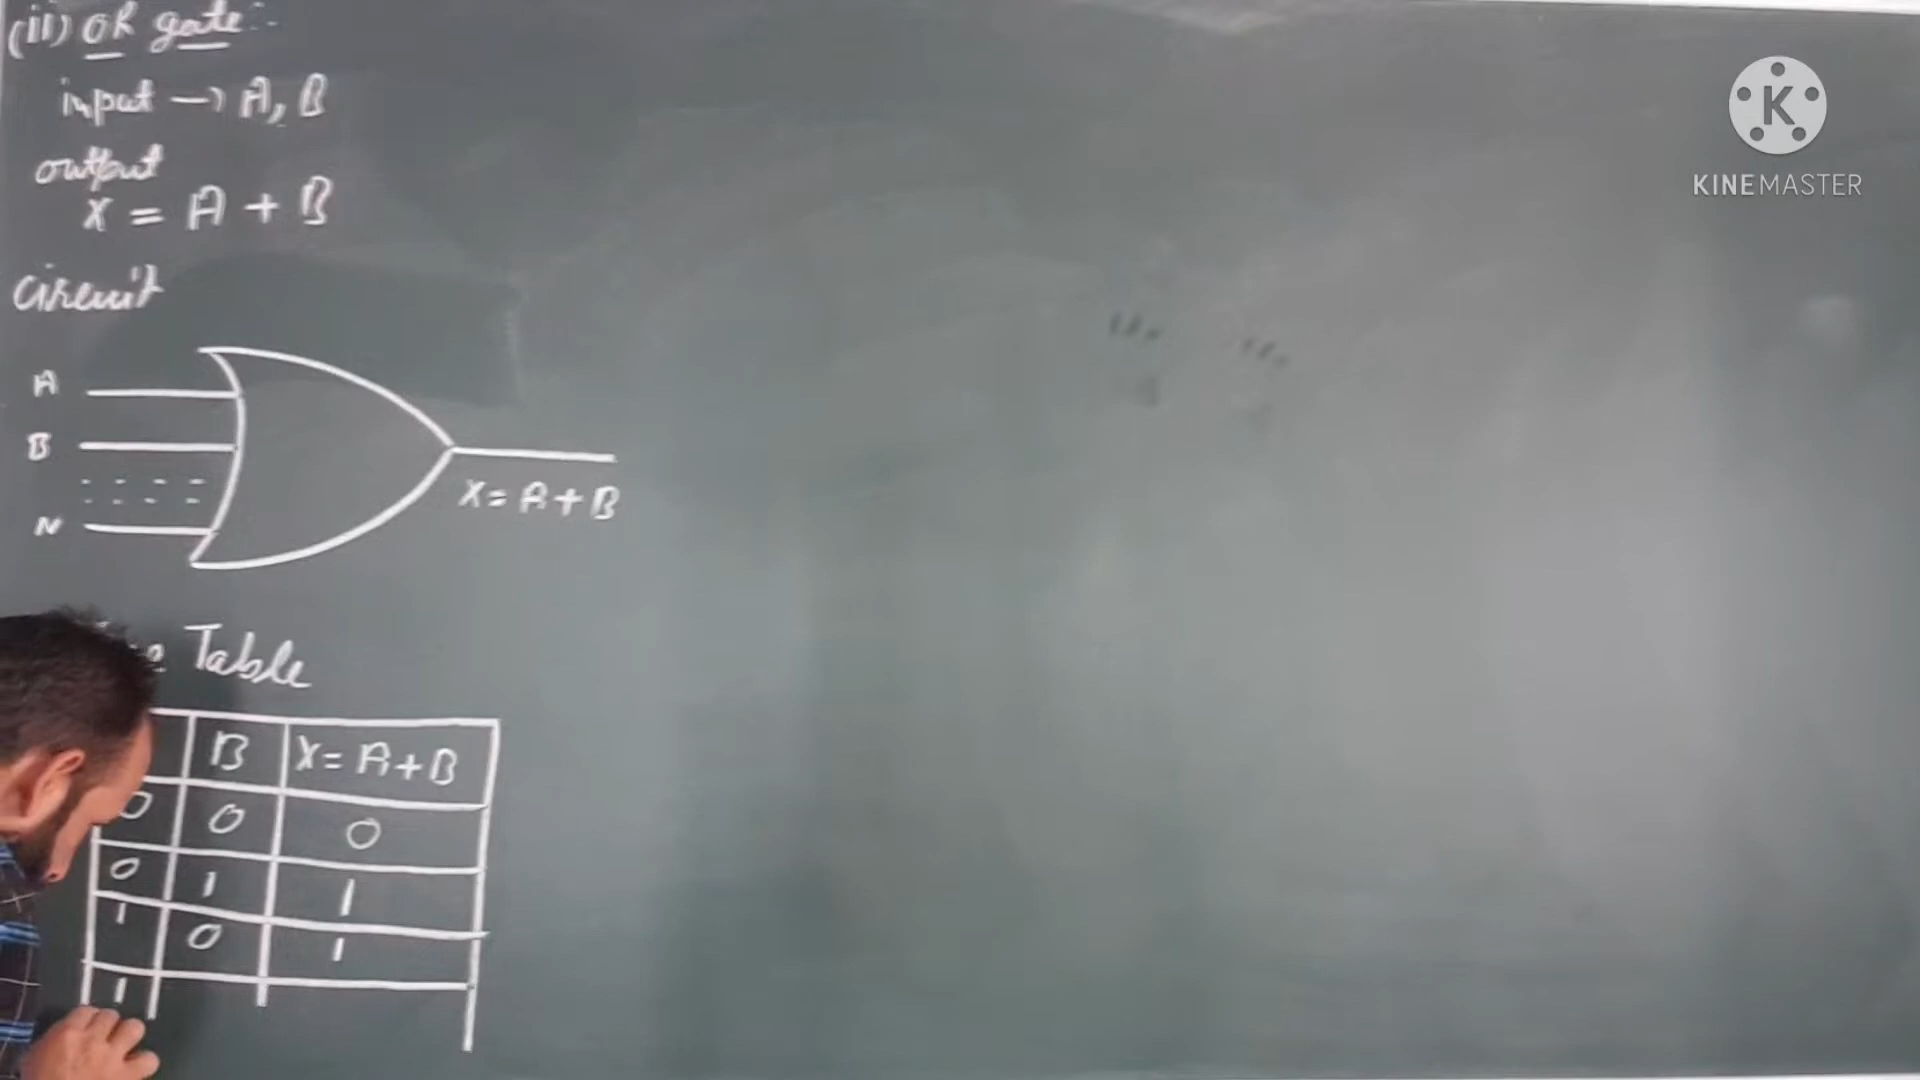 (ii) OR gate:-
input → A, B
output
X = A + B
Circuit
A
B
N
X = A + B
Table
B X = A + B
0 0 0
0 1 1
1 0 1
1
K
KINEMASTER